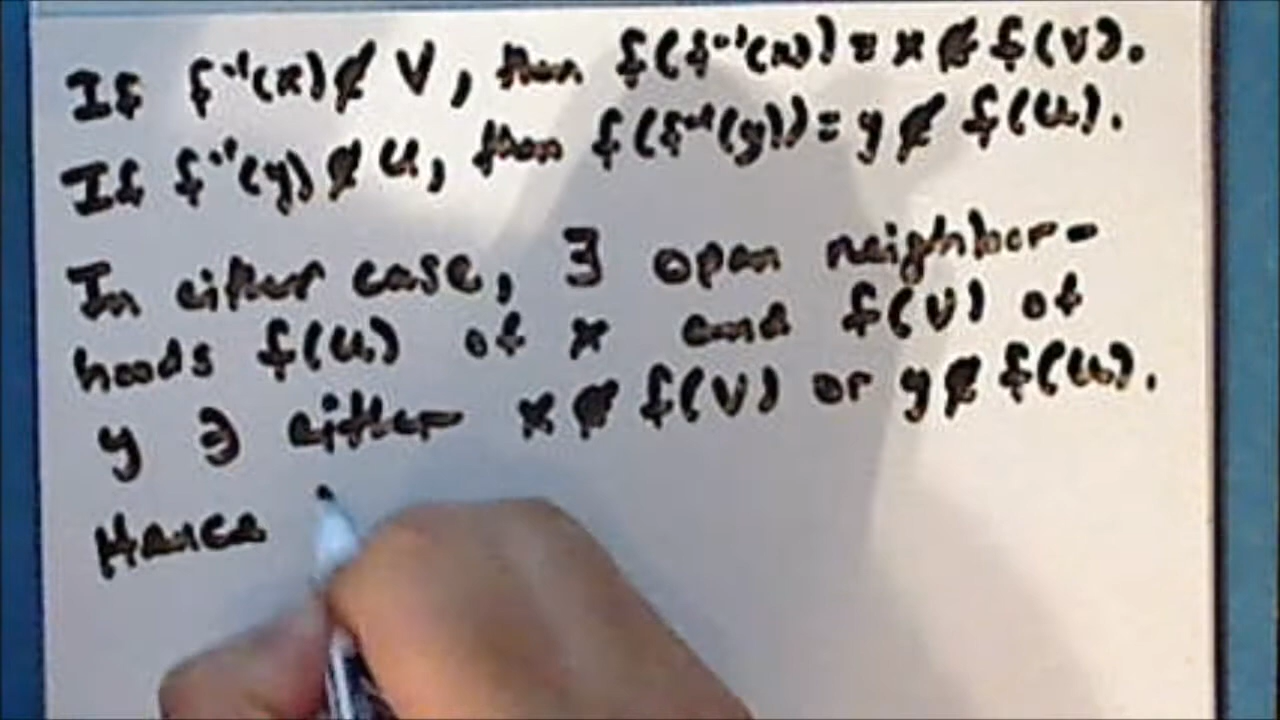 If f⁻¹(x) ∉ V, then f(f⁻¹(x)) = x ∉ f(V).
If f⁻¹(y) ∉ U, then f(f⁻¹(y)) = y ∉ f(U).
In either case, ∃ open neighbor-
hoods f(U) of x and f(V) of
y ∋ either x ∉ f(V) or y ∉ f(U).
Hence